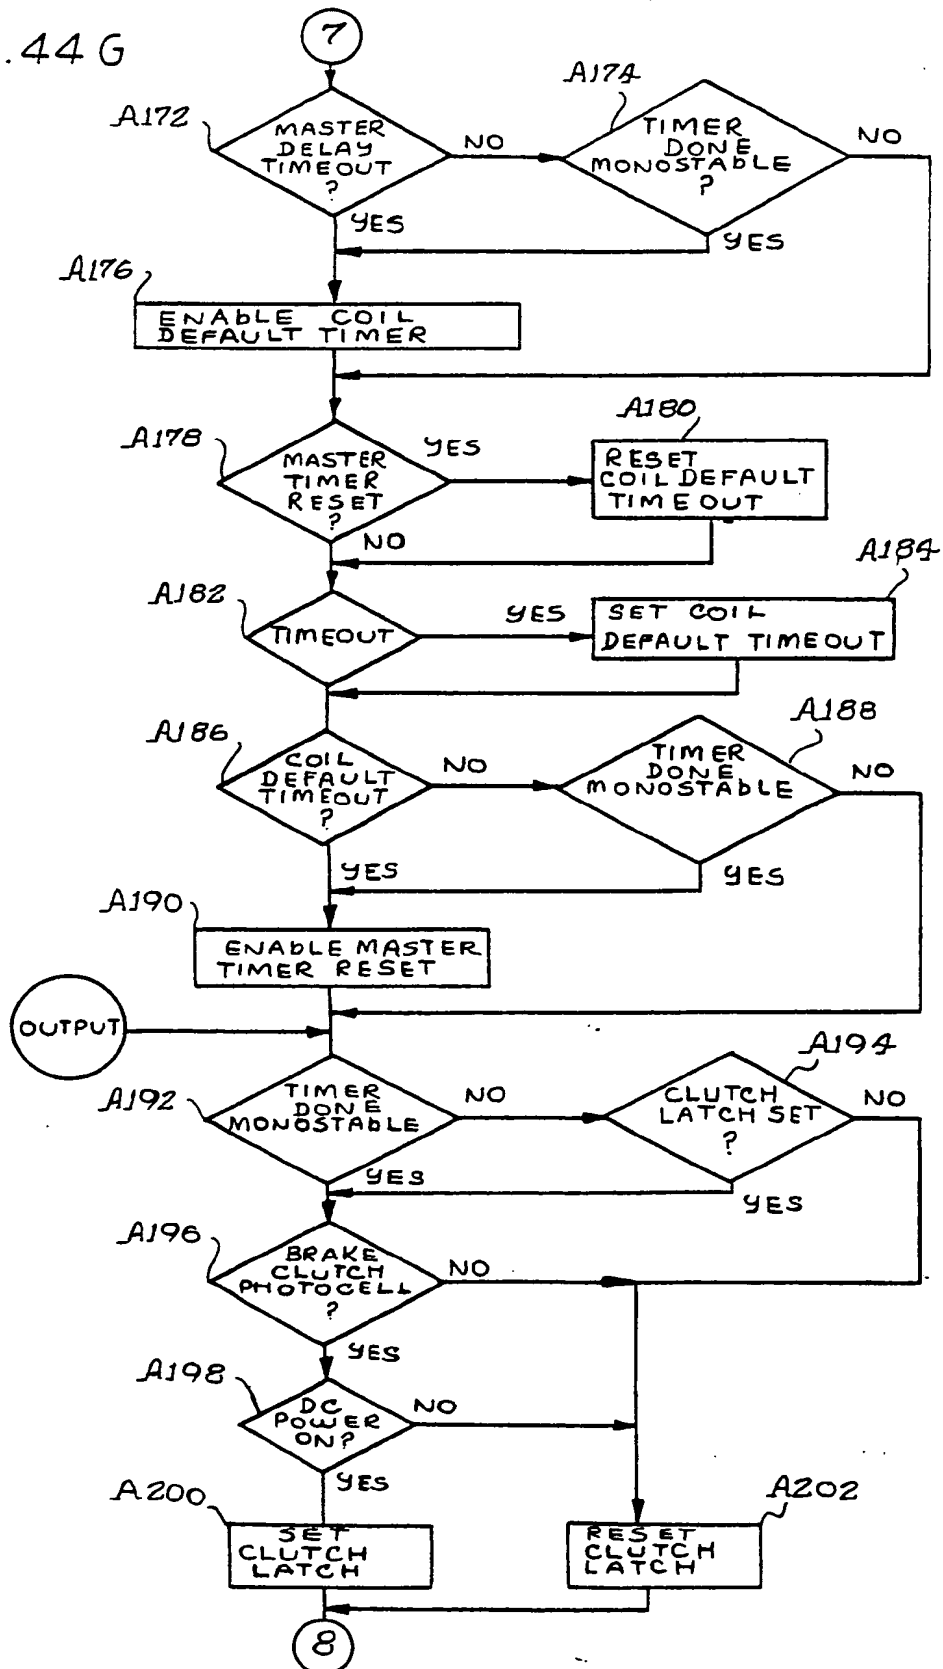 .44 G
7
A172
MASTER
DELAY
TIMEOUT
?
NO
YES
A174
TIMER
DONE
MONOSTABLE
?
NO
YES
A176
ENABLE COIL
DEFAULT TIMER
A178
MASTER
TIMER
RESET
?
YES
NO
A180
RESET
COIL DEFAULT
TIMEOUT
A182
TIMEOUT
YES
A184
SET COIL
DEFAULT TIMEOUT
A186
COIL
DEFAULT
TIMEOUT
?
NO
YES
A188
TIMER
DONE
MONOSTABLE
NO
YES
A190
ENABLE MASTER
TIMER RESET
OUTPUT
A192
TIMER
DONE
MONOSTABLE
NO
YES
A194
CLUTCH
LATCH SET
?
NO
YES
A196
BRAKE
CLUTCH
PHOTOCELL
?
NO
YES
A198
DC
POWER
ON?
NO
YES
A200
SET
CLUTCH
LATCH
A202
RESET
CLUTCH
LATCH
8